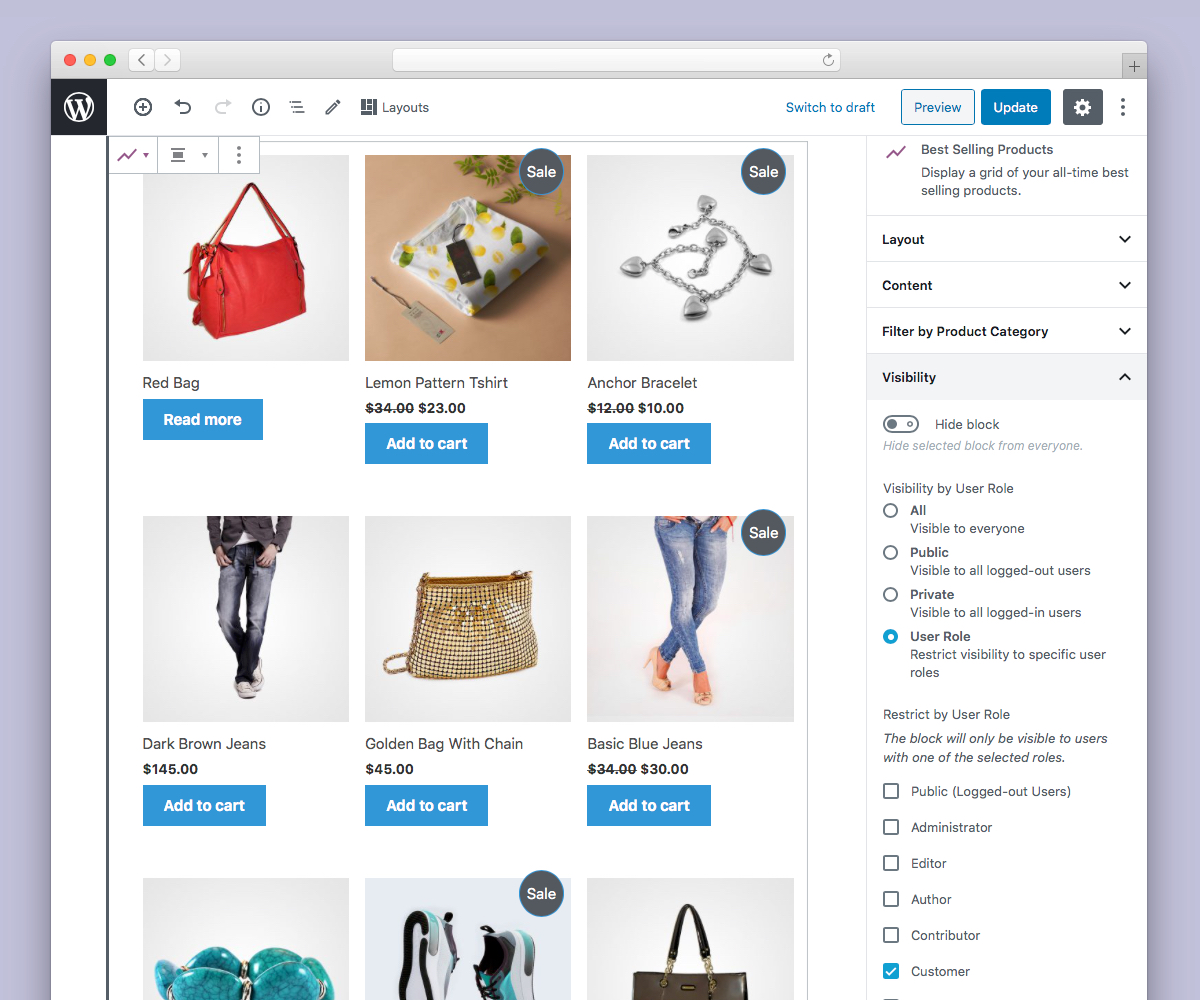 Layouts
Switch to draft
Preview
Update
Sale
Sale
Red Bag
Read more
Lemon Pattern Tshirt
$34.00 $23.00
Add to cart
Anchor Bracelet
$12.00 $10.00
Add to cart
Sale
Dark Brown Jeans
$145.00
Add to cart
Golden Bag With Chain
$45.00
Add to cart
Basic Blue Jeans
$34.00 $30.00
Add to cart
Sale
Best Selling Products
Display a grid of your all-time best
selling products.
Layout
Content
Filter by Product Category
Visibility
Hide block
Hide selected block from everyone.
Visibility by User Role
All
Visible to everyone
Public
Visible to all logged-out users
Private
Visible to all logged-in users
User Role
Restrict visibility to specific user
roles
Restrict by User Role
The block will only be visible to users
with one of the selected roles.
Public (Logged-out Users)
Administrator
Editor
Author
Contributor
Customer